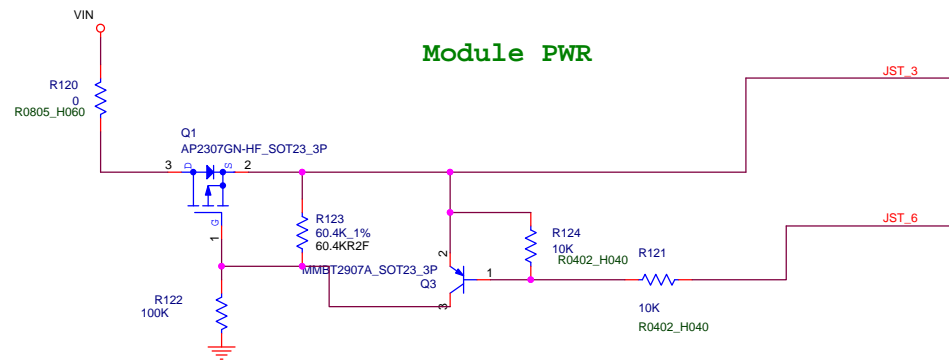 VIN
Module PWR
JST_3
R120
0
R0805_H060
Q1
AP2307GN-HF_SOT23_3P
3
D
S
2
G
1
R123
60.4K_1%
60.4KR2F
R124
10K
R0402_H040
JST_6
2
R121
MMBT2907A_SOT23_3P
Q3
1
3
10K
R0402_H040
R122
100K